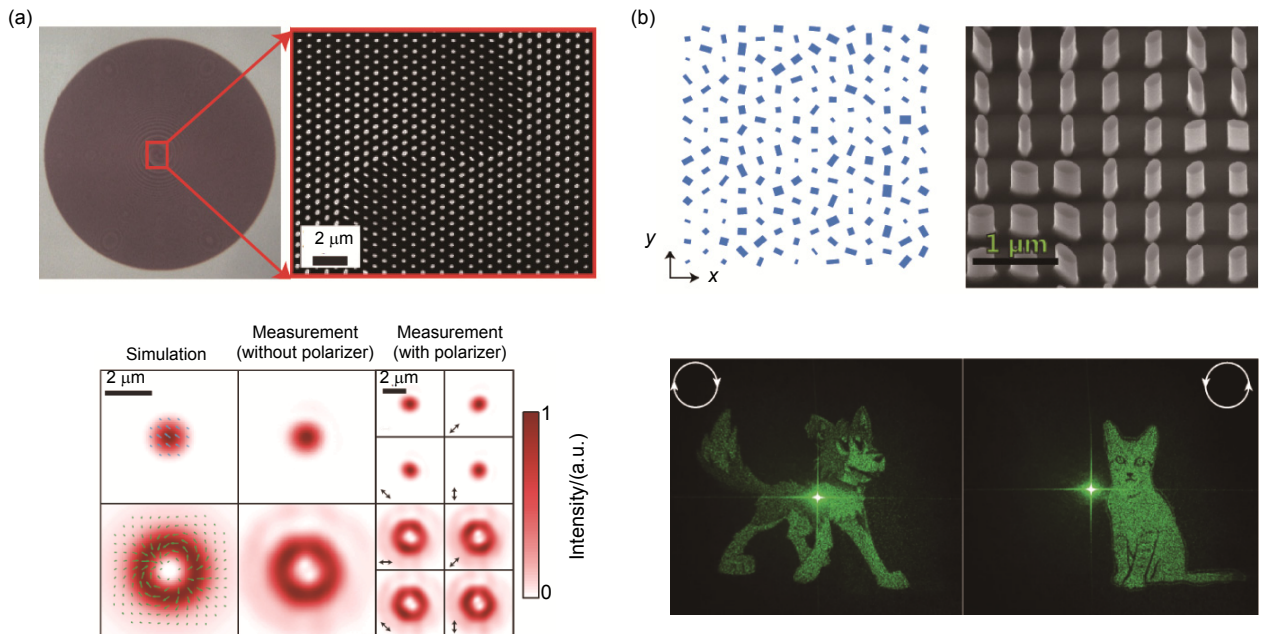 (a)
2 μm
(b)
y
x
1 μm
Simulation
Measurement
(without polarizer)
Measurement
(with polarizer)
2 μm
2 μm
1
0
Intensity/(a.u.)